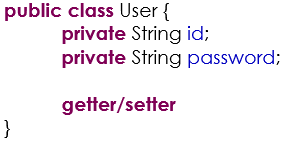 public class User {
private String id;
private String password;
getter/setter
}